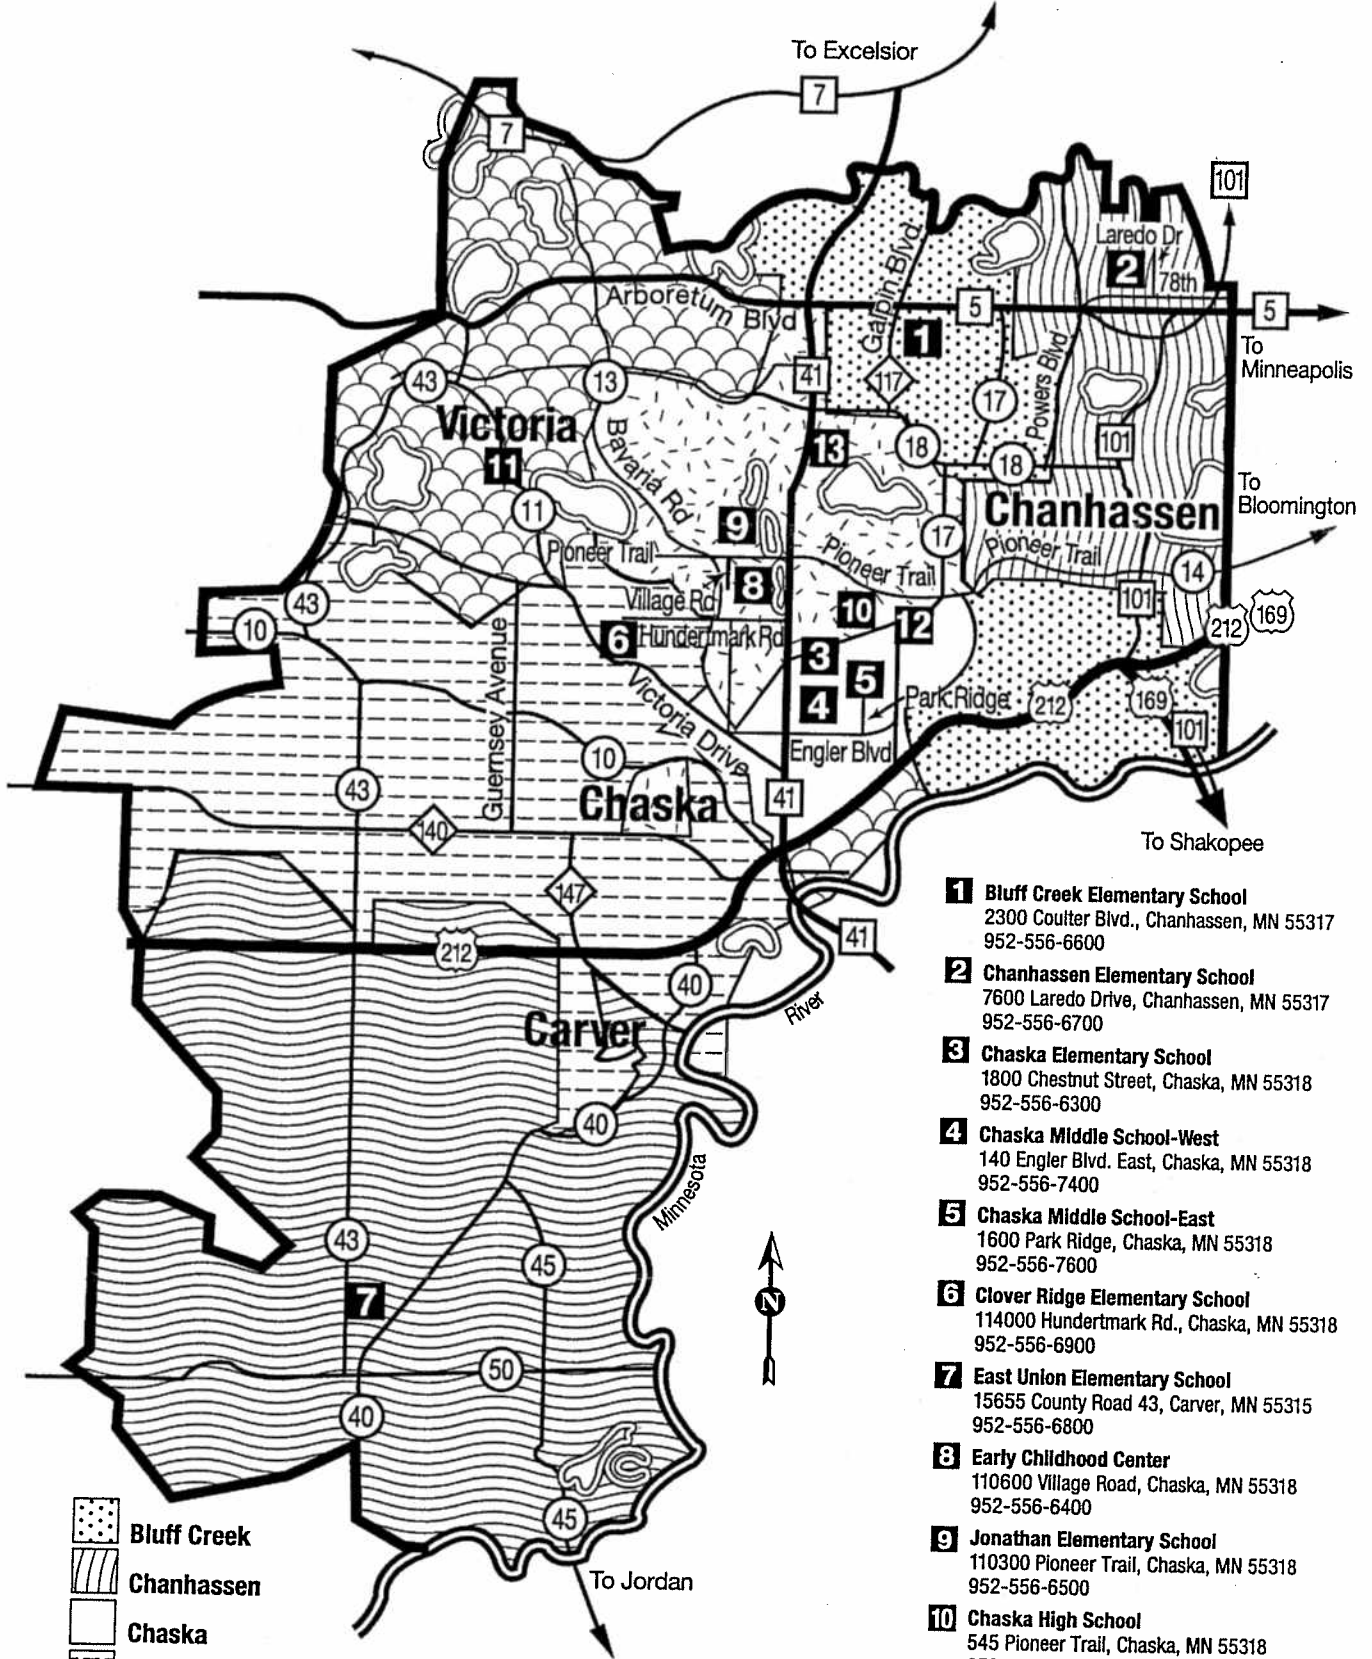 To Excelsior
7
7
101
Laredo Dr
2
78th
Galpin Blvd.
Arboretum Blvd
5
5
To
Minneapolis
1
43
13
41
117
17
Powers Blvd
Victoria
Bavaria Rd
13
18
101
18
11
To
Bloomington
11
9
Chanhassen
17
Pioneer Trail
Pioneer Trail
Pioneer Trail
14
8
Village Rd
43
10
101
10
12
212
169
6
Hundertmark Rd
3
5
Guernsey Avenue
4
Park Ridge
212
169
101
Victoria Drive
Engler Blvd
10
43
Chaska
41
140
To Shakopee
147
41
212
40
River
Carver
40
Minnesota
43
45
N
7
50
40
45
To Jordan
Bluff Creek
Chanhassen
Chaska
1 Bluff Creek Elementary School
2300 Coulter Blvd., Chanhassen, MN 55317
952-556-6600
2 Chanhassen Elementary School
7600 Laredo Drive, Chanhassen, MN 55317
952-556-6700
3 Chaska Elementary School
1800 Chestnut Street, Chaska, MN 55318
952-556-6300
4 Chaska Middle School-West
140 Engler Blvd. East, Chaska, MN 55318
952-556-7400
5 Chaska Middle School-East
1600 Park Ridge, Chaska, MN 55318
952-556-7600
6 Clover Ridge Elementary School
114000 Hundertmark Rd., Chaska, MN 55318
952-556-6900
7 East Union Elementary School
15655 County Road 43, Carver, MN 55315
952-556-6800
8 Early Childhood Center
110600 Village Road, Chaska, MN 55318
952-556-6400
9 Jonathan Elementary School
110300 Pioneer Trail, Chaska, MN 55318
952-556-6500
10 Chaska High School
545 Pioneer Trail, Chaska, MN 55318